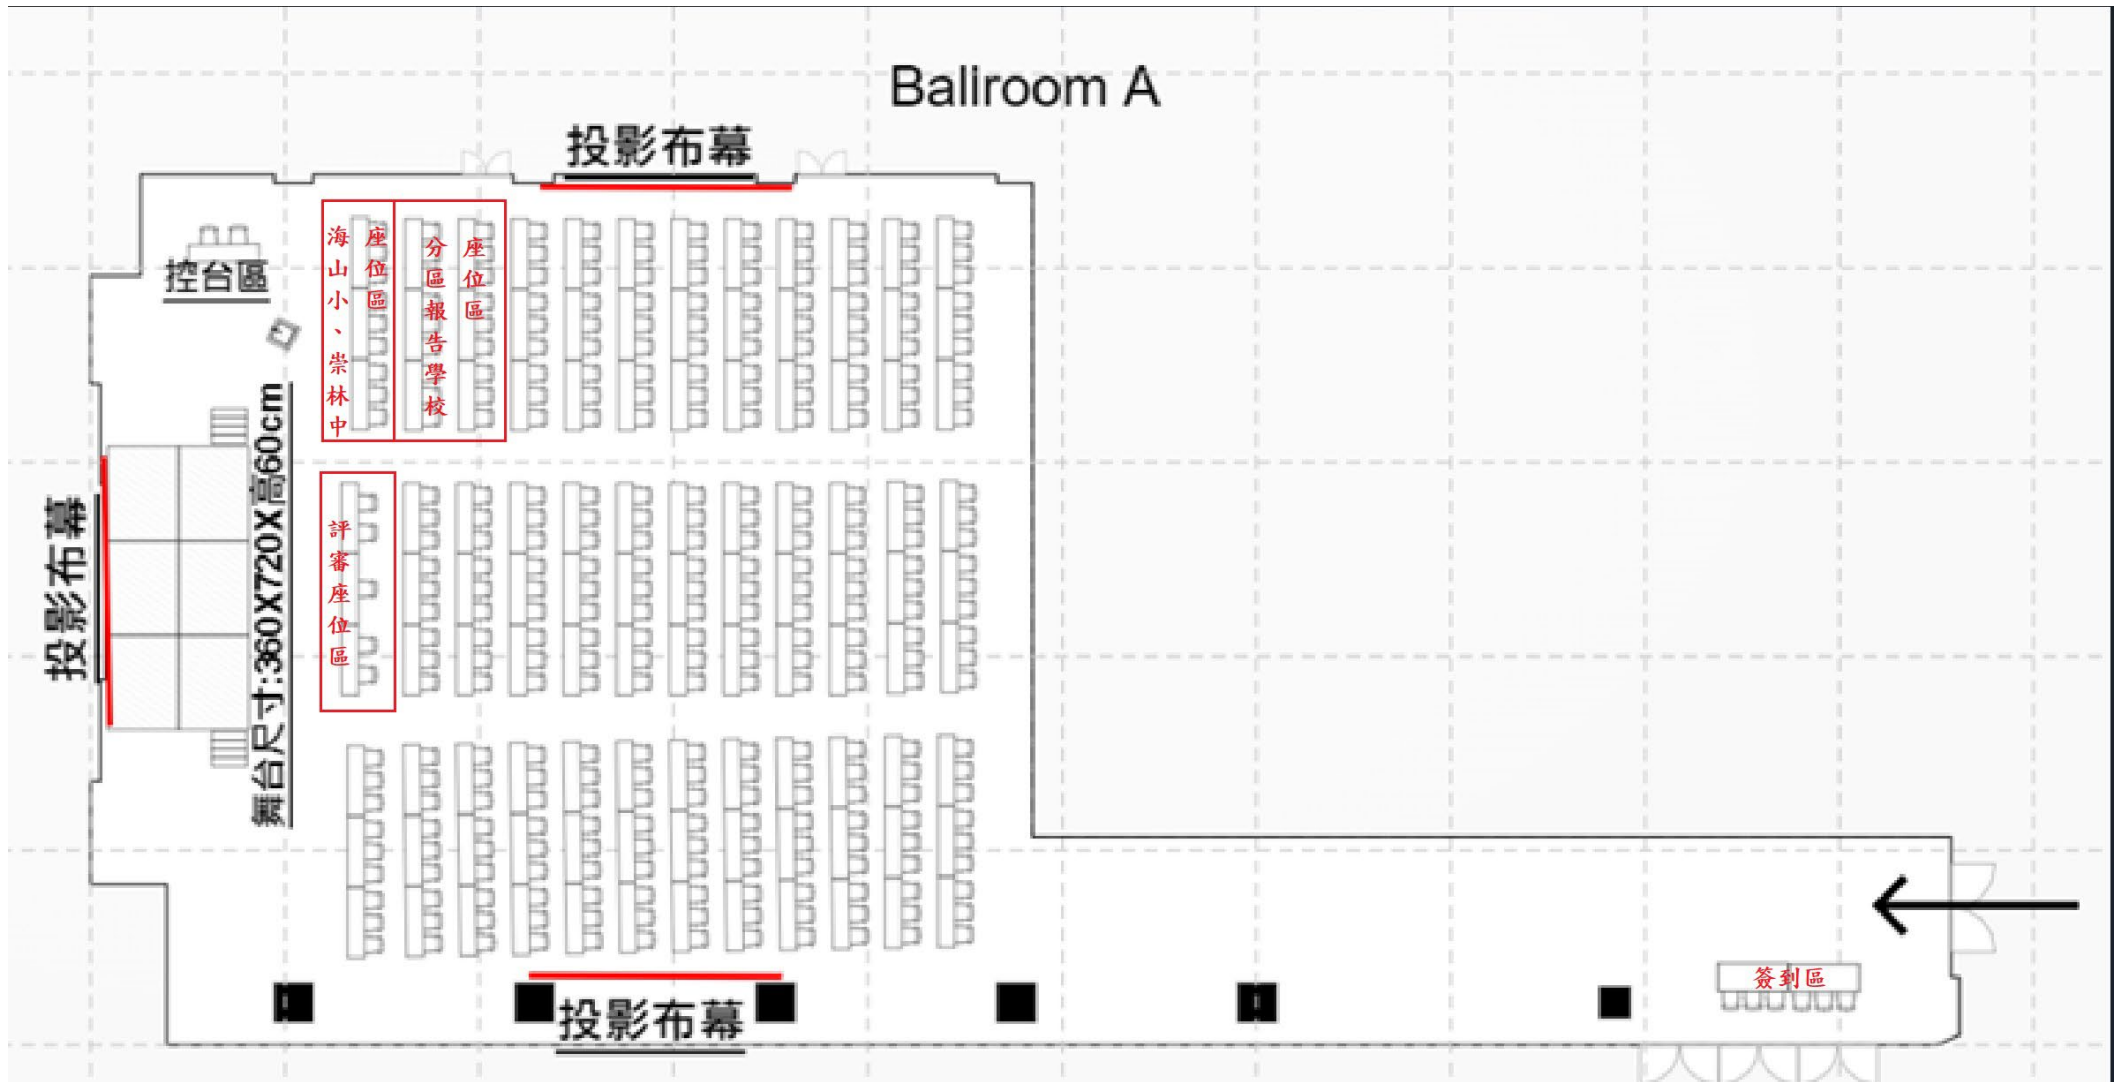 Ballroom A
投影布幕
控台區
海山小、崇林中
座位區
分區報告學校
座位區
舞台尺寸:360X720X高60cm
投影布幕
評審座位區
簽到區
投影布幕